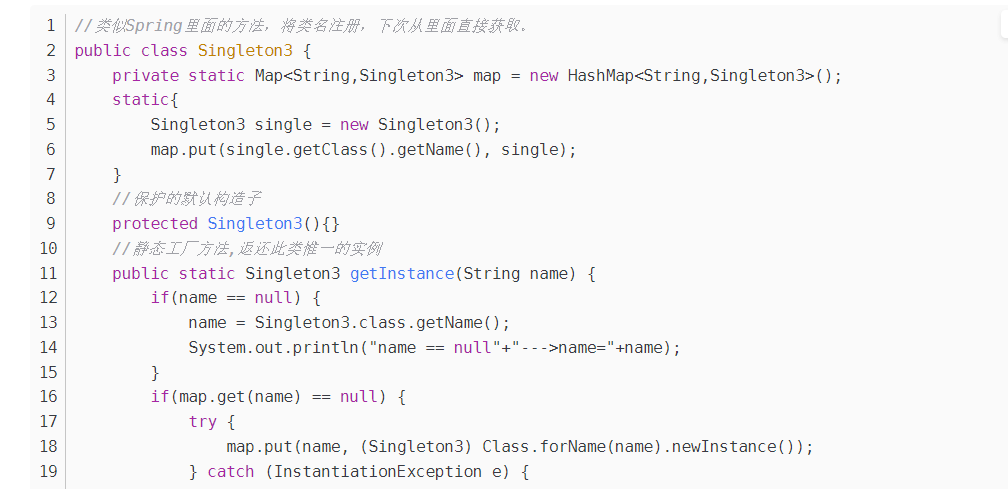 1 //类似Spring里面的方法，将类名注册，下次从里面直接获取。
2 public class Singleton3 {
3     private static Map<String,Singleton3> map = new HashMap<String,Singleton3>();
4     static{
5         Singleton3 single = new Singleton3();
6         map.put(single.getClass().getName(), single);
7     }
8     //保护的默认构造子
9     protected Singleton3(){}
10     //静态工厂方法,返还此类惟一的实例
11     public static Singleton3 getInstance(String name) {
12         if(name == null) {
13             name = Singleton3.class.getName();
14             System.out.println("name == null"+"--->name="+name);
15         }
16         if(map.get(name) == null) {
17             try {
18                 map.put(name, (Singleton3) Class.forName(name).newInstance());
19             } catch (InstantiationException e) {